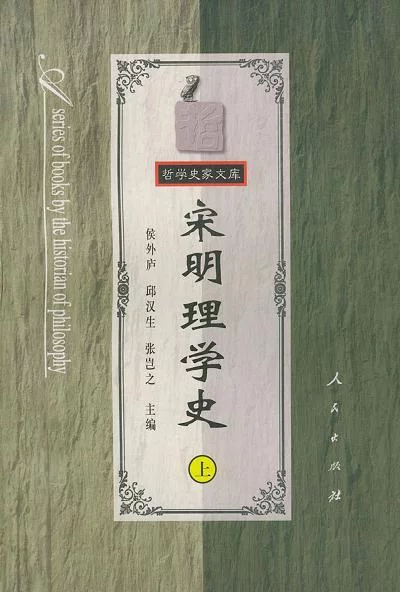 A series of books by the historian of philosophy
哲
哲学史家文库
宋明理学史
上
侯外庐 邱汉生 张岂之 主编
人民出版社